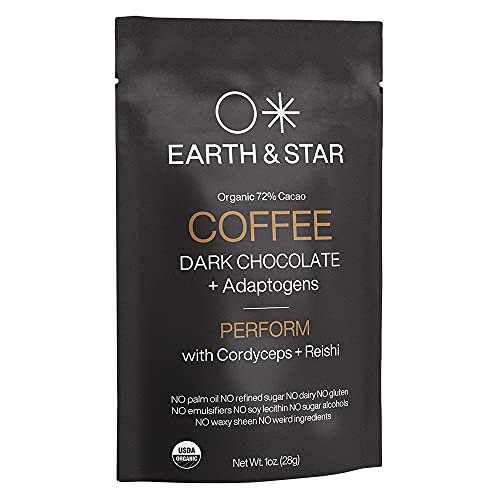 EARTH & STAR
Organic 72% Cacao
COFFEE
DARK CHOCOLATE
+ Adaptogens
PERFORM
with Cordyceps + Reishi
NO palm oil NO refined sugar NO dairy NO gluten
NO emulsifiers NO soy lecithin NO sugar alcohols
NO waxy sheen NO weird ingredients
USDA
ORGANIC
Net Wt. 1oz. (28g)